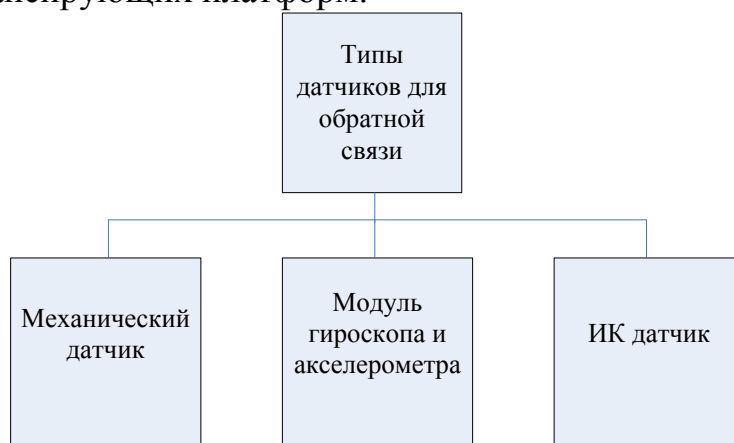 Типы
датчиков для
обратной
связи
Механический
датчик
Модуль
гироскопа и
акселерометра
ИК датчик